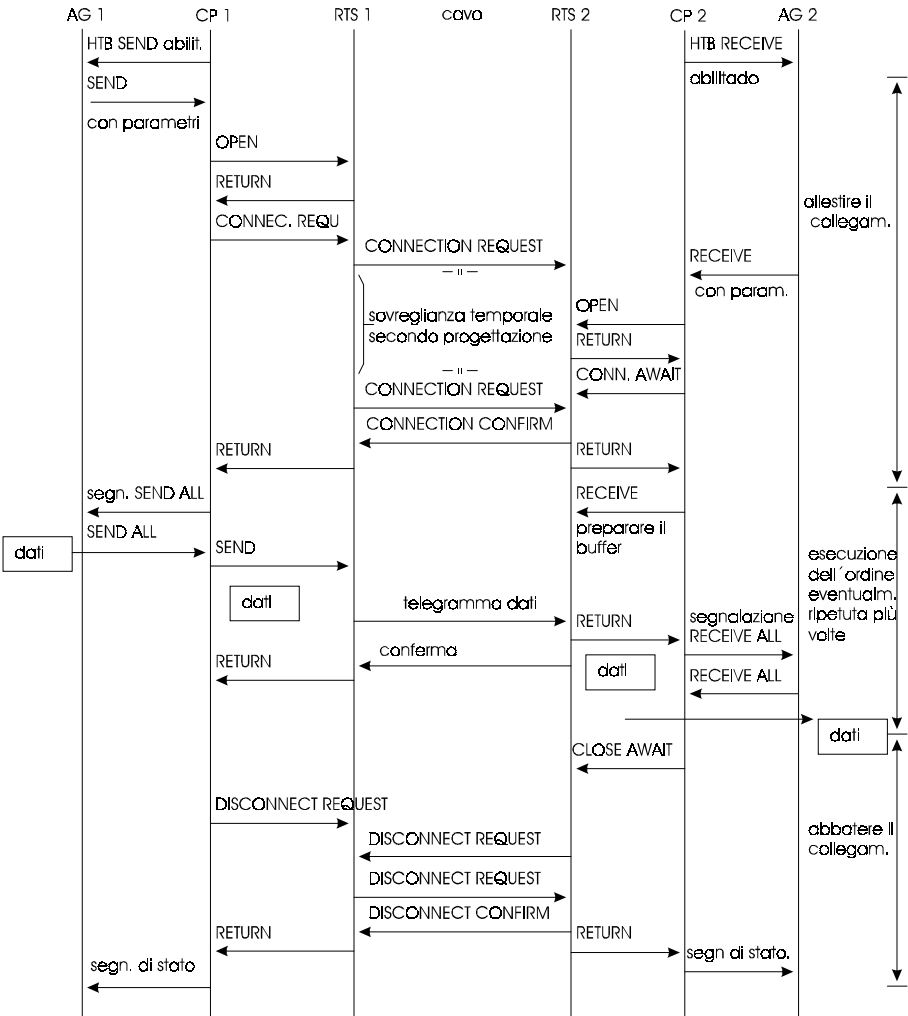 AG 1 CP 1 RTS 1 cavo RTS 2 CP 2 AG 2
HTB SEND abilit.
HTB RECEIVE
abilitado
SEND
con parametri
OPEN
RETURN
CONNEC. REQU
allestire il
collegam.
CONNECTION REQUEST
RECEIVE
con param.
OPEN
sovreglianza temporale
secondo progettazione
RETURN
CONN. AWAIT
CONNECTION REQUEST
CONNECTION CONFIRM
RETURN
RETURN
segn. SEND ALL
RECEIVE
preparare il
buffer
SEND ALL
dati
SEND
esecuzione
dell´ordine
eventualm.
ripetuta più
volte
dati
telegramma dati
RETURN
segnalazione
RECEIVE ALL
conferma
RETURN
dati
RECEIVE ALL
dati
CLOSE AWAIT
DISCONNECT REQUEST
abbatere il
collegam.
DISCONNECT REQUEST
DISCONNECT REQUEST
DISCONNECT CONFIRM
RETURN
RETURN
segn di stato.
segn. di stato